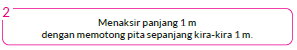 2
Menaksir panjang 1 m
dengan memotong pita sepanjang kira-kira 1 m.